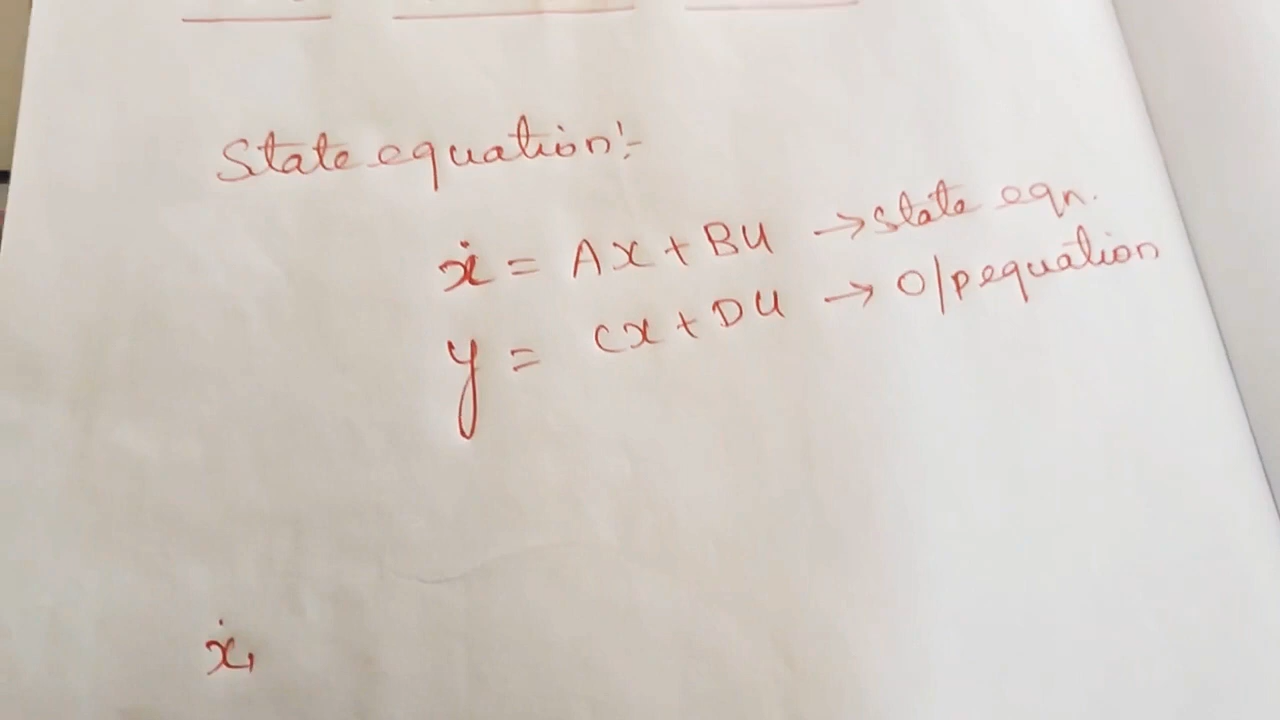 State equation:-
ẋ = Ax + Bu → state eqn.
y = Cx + Du → O/p equation
ẋ₁